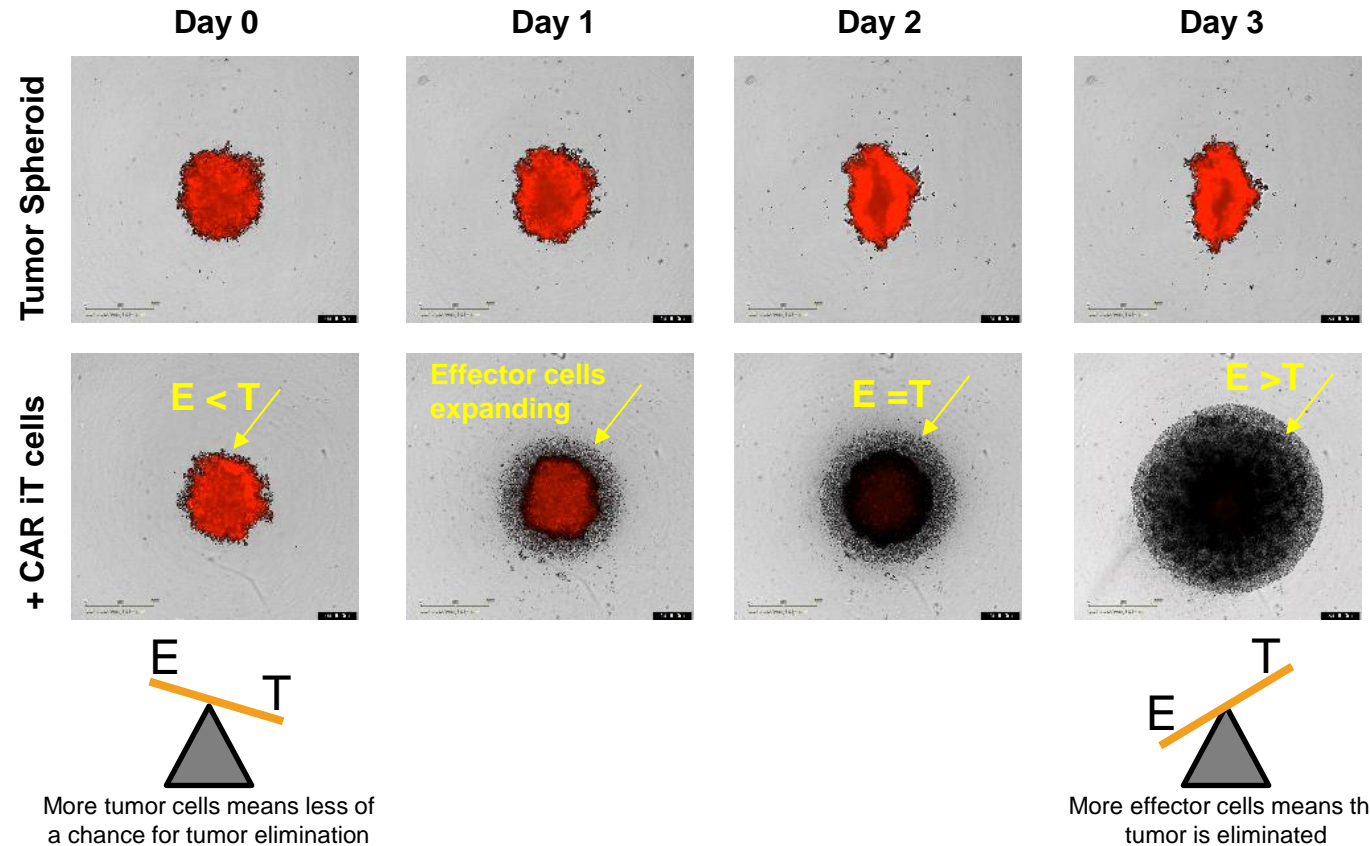 Day 0
Day 1
Day 2
Day 3
Tumor Spheroid
+ CAR iT cells
E < T
Effector cells
expanding
E =T
E >T
E
T
T
E
More tumor cells means less of
a chance for tumor elimination
More effector cells means th
tumor is eliminated